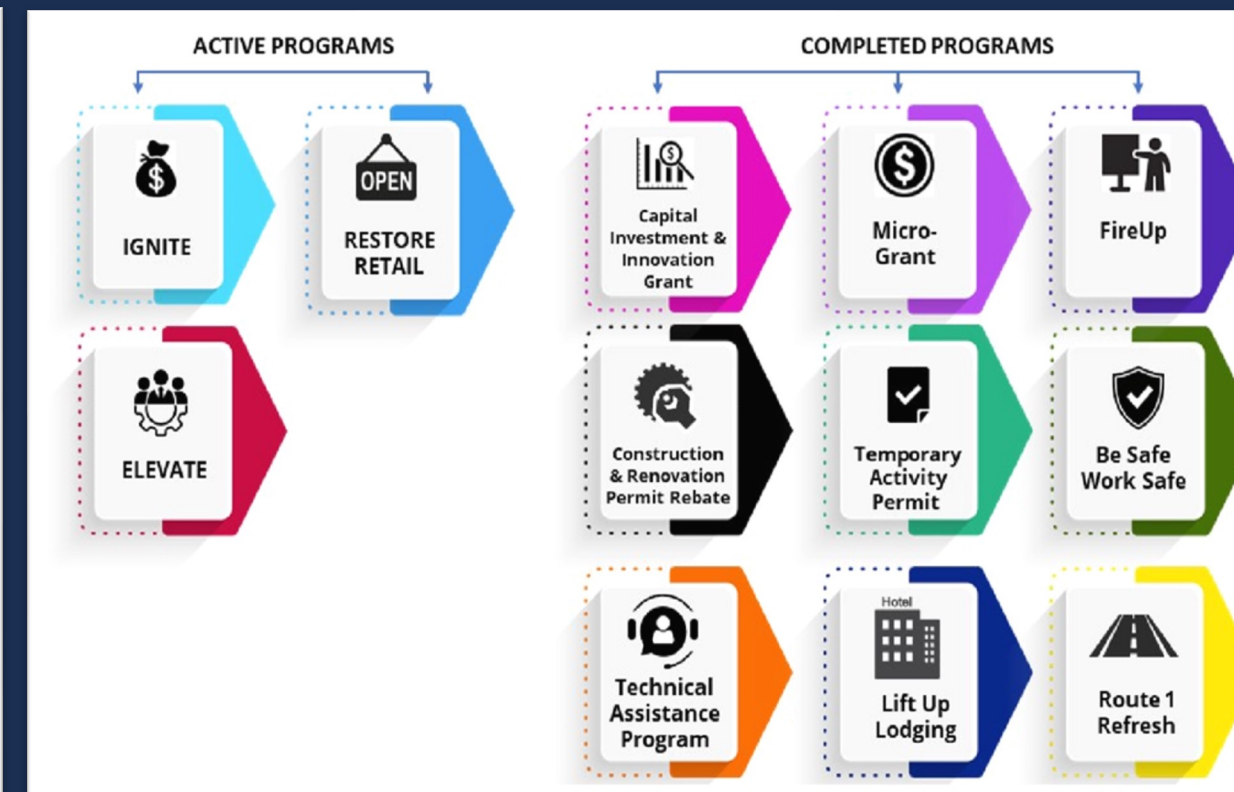 ACTIVE PROGRAMS
IGNITE
OPEN
RESTORE
RETAIL
ELEVATE
COMPLETED PROGRAMS
Capital
Investment &
Innovation
Grant
Micro-
Grant
FireUp
Construction
& Renovation
Permit Rebate
Temporary
Activity
Permit
Be Safe
Work Safe
Technical
Assistance
Program
Hotel
Lift Up
Lodging
Route 1
Refresh